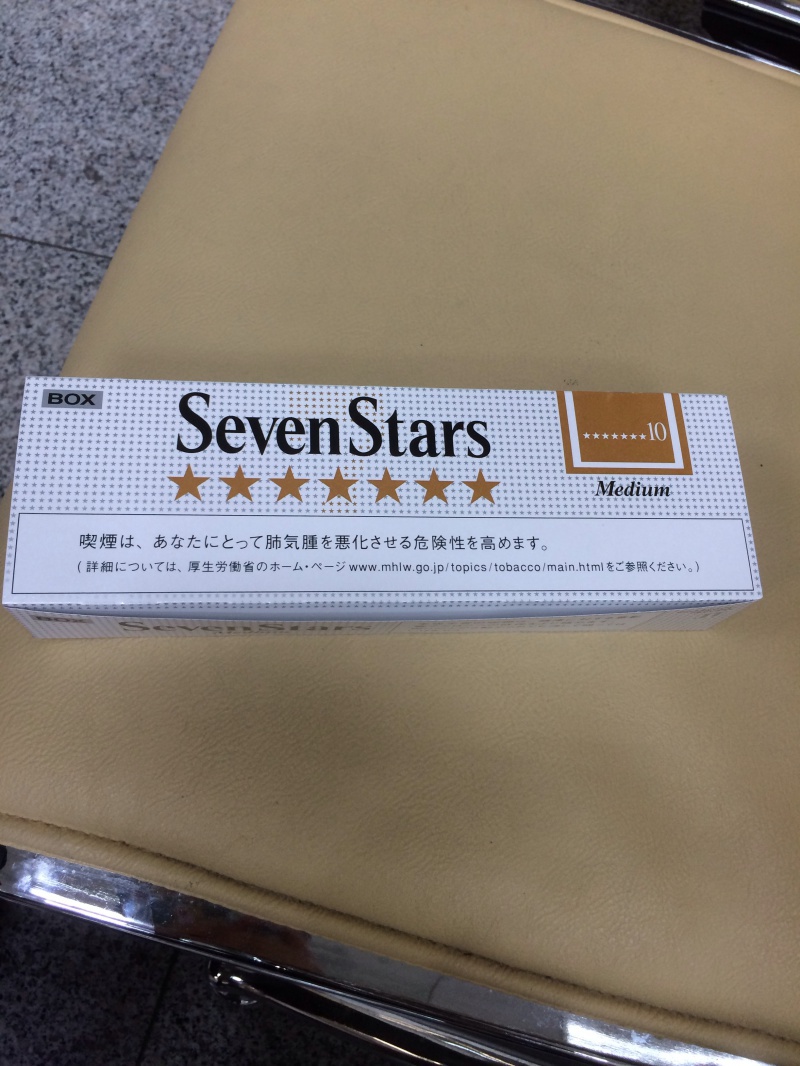 BOX
SevenStars
★★★★★★★
★★★★★★★10
Medium
喫煙は、あなたにとって肺気腫を悪化させる危険性を高めます。
(詳細については、厚生労働省のホーム・ページ www.mhlw.go.jp/topics/tobacco/main.html をご参照ください。)
SevenStars